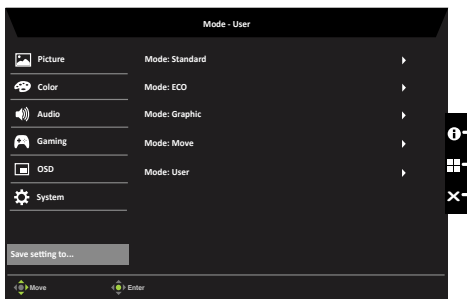 Mode - User
Picture
Mode: Standard
Color
Mode: ECO
Audio
Mode: Graphic
Gaming
Mode: Move
OSD
Mode: User
System
Save setting to...
Move
Enter